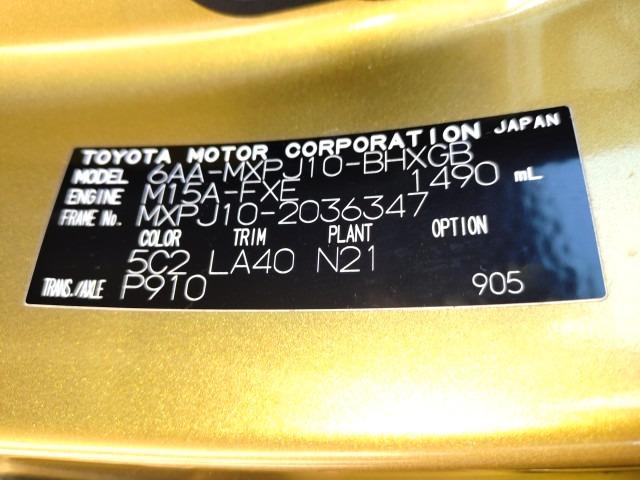 TOYOTA MOTOR CORPORATION JAPAN
MODEL 6AA-MXPJ10-BHXGB
ENGINE M15A-FXE 1490 mL
FRAME No. MXPJ10-2036347
COLOR TRIM PLANT OPTION
5C2 LA40 N21
TRANS./AXLE P910 905